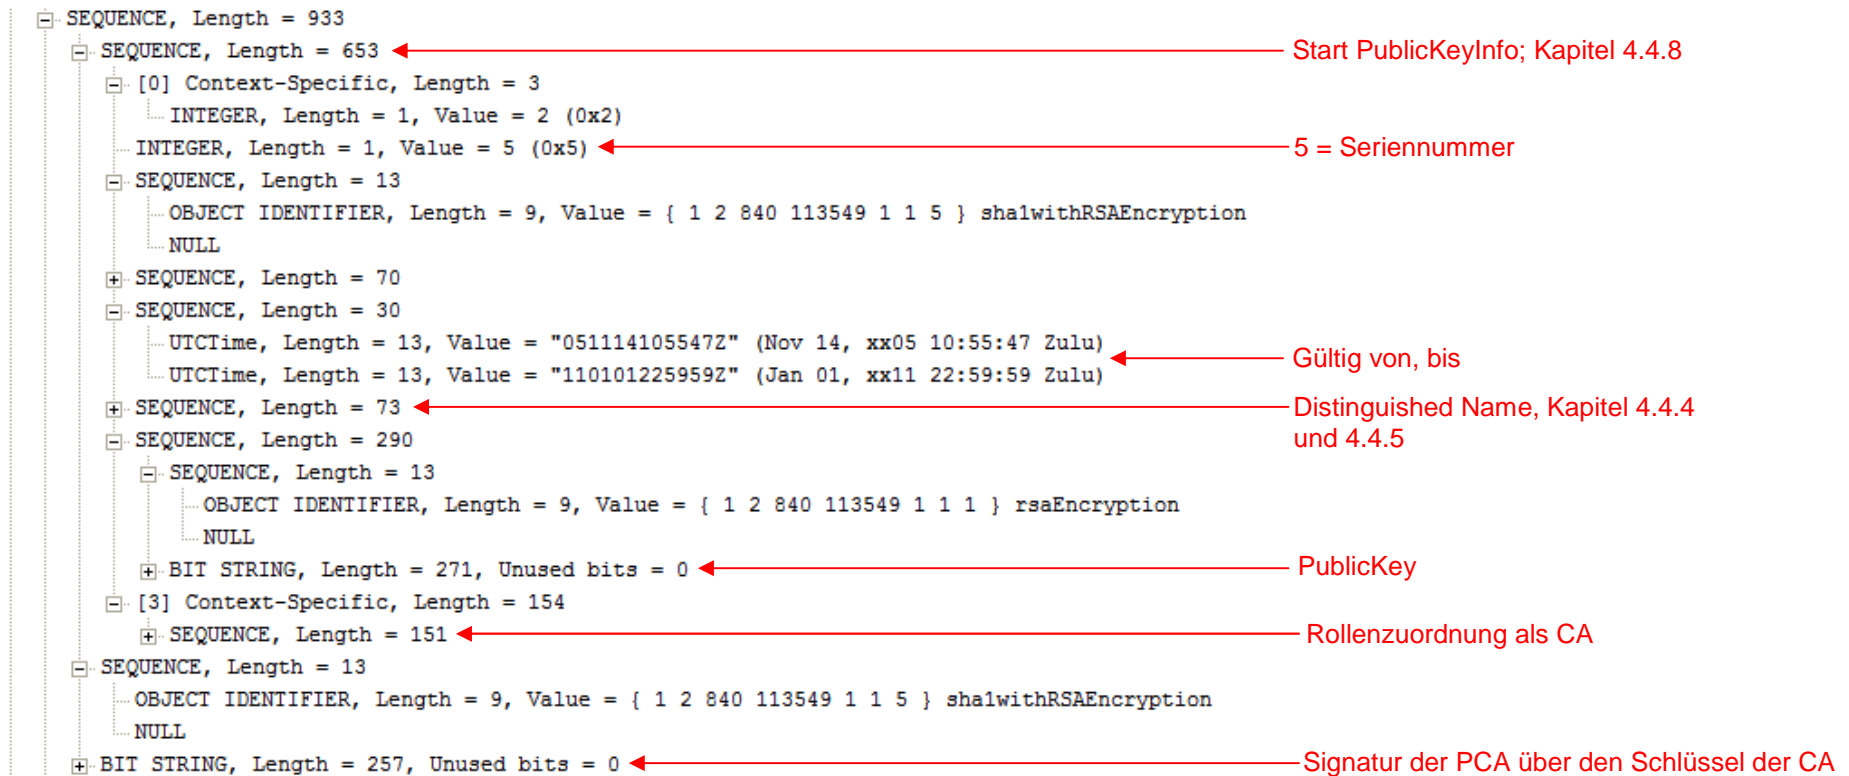 SEQUENCE, Length = 933
SEQUENCE, Length = 653 Start PublicKeyInfo; Kapitel 4.4.8
[0] Context-Specific, Length = 3
INTEGER, Length = 1, Value = 2 (0x2)
INTEGER, Length = 1, Value = 5 (0x5) 5 = Seriennummer
SEQUENCE, Length = 13
OBJECT IDENTIFIER, Length = 9, Value = { 1 2 840 113549 1 1 5 } sha1withRSAEncryption
NULL
SEQUENCE, Length = 70
SEQUENCE, Length = 30
UTCTime, Length = 13, Value = "051114105547Z" (Nov 14, xx05 10:55:47 Zulu)
Gültig von, bis
UTCTime, Length = 13, Value = "110101225959Z" (Jan 01, xx11 22:59:59 Zulu)
SEQUENCE, Length = 73 Distinguished Name, Kapitel 4.4.4
und 4.4.5
SEQUENCE, Length = 290
SEQUENCE, Length = 13
OBJECT IDENTIFIER, Length = 9, Value = { 1 2 840 113549 1 1 1 } rsaEncryption
NULL
BIT STRING, Length = 271, Unused bits = 0 PublicKey
[3] Context-Specific, Length = 154
SEQUENCE, Length = 151 Rollenzuordnung als CA
SEQUENCE, Length = 13
OBJECT IDENTIFIER, Length = 9, Value = { 1 2 840 113549 1 1 5 } sha1withRSAEncryption
NULL
BIT STRING, Length = 257, Unused bits = 0 Signatur der PCA über den Schlüssel der CA